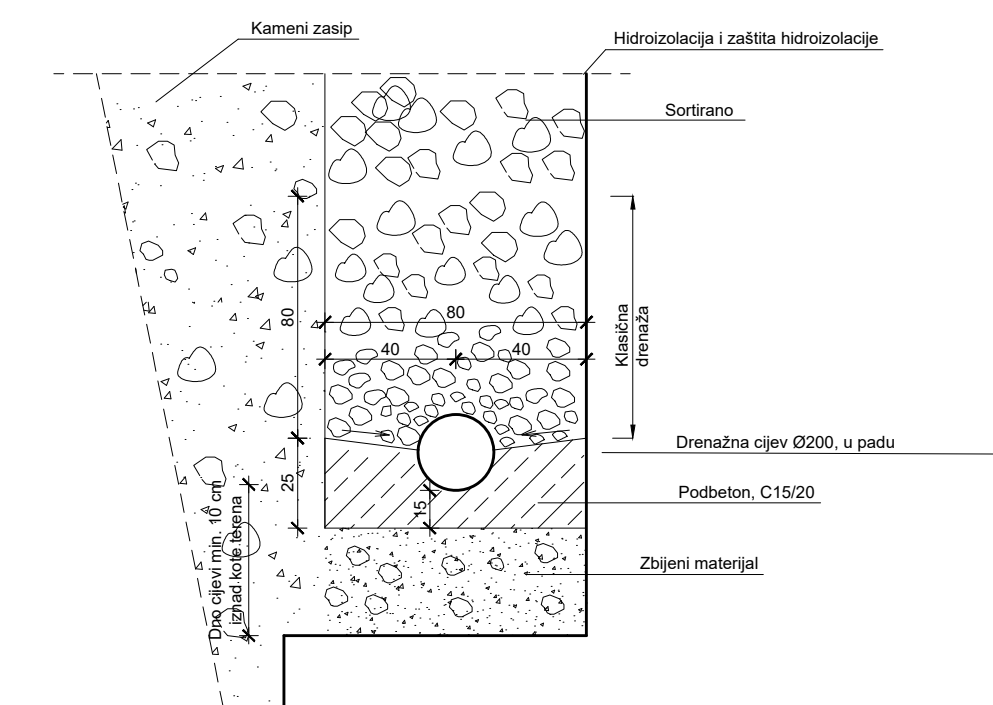 Kameni zasip
Hidroizolacija i zaštita hidroizolacije
Sortirano
80
80
40
40
Klasična
drenaža
Drenažna cijev Ø200, u padu
25
Podbeton, C15/20
15
Dno cijevi min. 10 cm
iznad kote terena
Zbijeni materijal